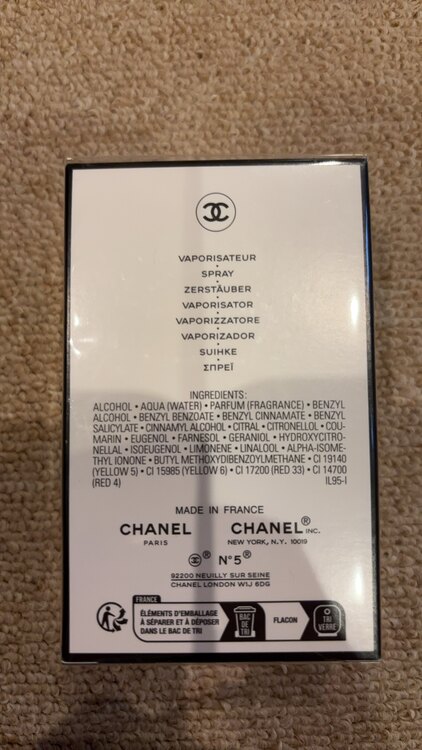 VAPORISATEUR
SPRAY
ZERSTÄUBER
VAPORISATOR
VAPORIZZATORE
VAPORIZADOR
SUIHKE
ΣΠΡΕΪ
INGREDIENTS:
ALCOHOL • AQUA (WATER) • PARFUM (FRAGRANCE) • BENZYL
ALCOHOL • BENZYL BENZOATE • BENZYL CINNAMATE • BENZYL
SALICYLATE • CINNAMYL ALCOHOL • CITRAL • CITRONELLOL • COU-
MARIN • EUGENOL • FARNESOL • GERANIOL • HYDROXYCITRO-
NELLAL • ISOEUGENOL • LIMONENE • LINALOOL • ALPHA-ISOME-
THYL IONONE • BUTYL METHOXYDIBENZOYLMETHANE • CI 19140
(YELLOW 5) • CI 15985 (YELLOW 6) • CI 17200 (RED 33) • CI 14700
(RED 4) IL95-I
MADE IN FRANCE
CHANEL CHANEL® INC.
PARIS NEW YORK, N.Y. 10019
® N°5®
92200 NEUILLY SUR SEINE
CHANEL LONDON W1J 6DG
FRANCE
ÉLÉMENTS D'EMBALLAGE
À SÉPARER ET À DÉPOSER
DANS LE BAC DE TRI
BAC
DE
TRI
FLACON
TRI
VERRE